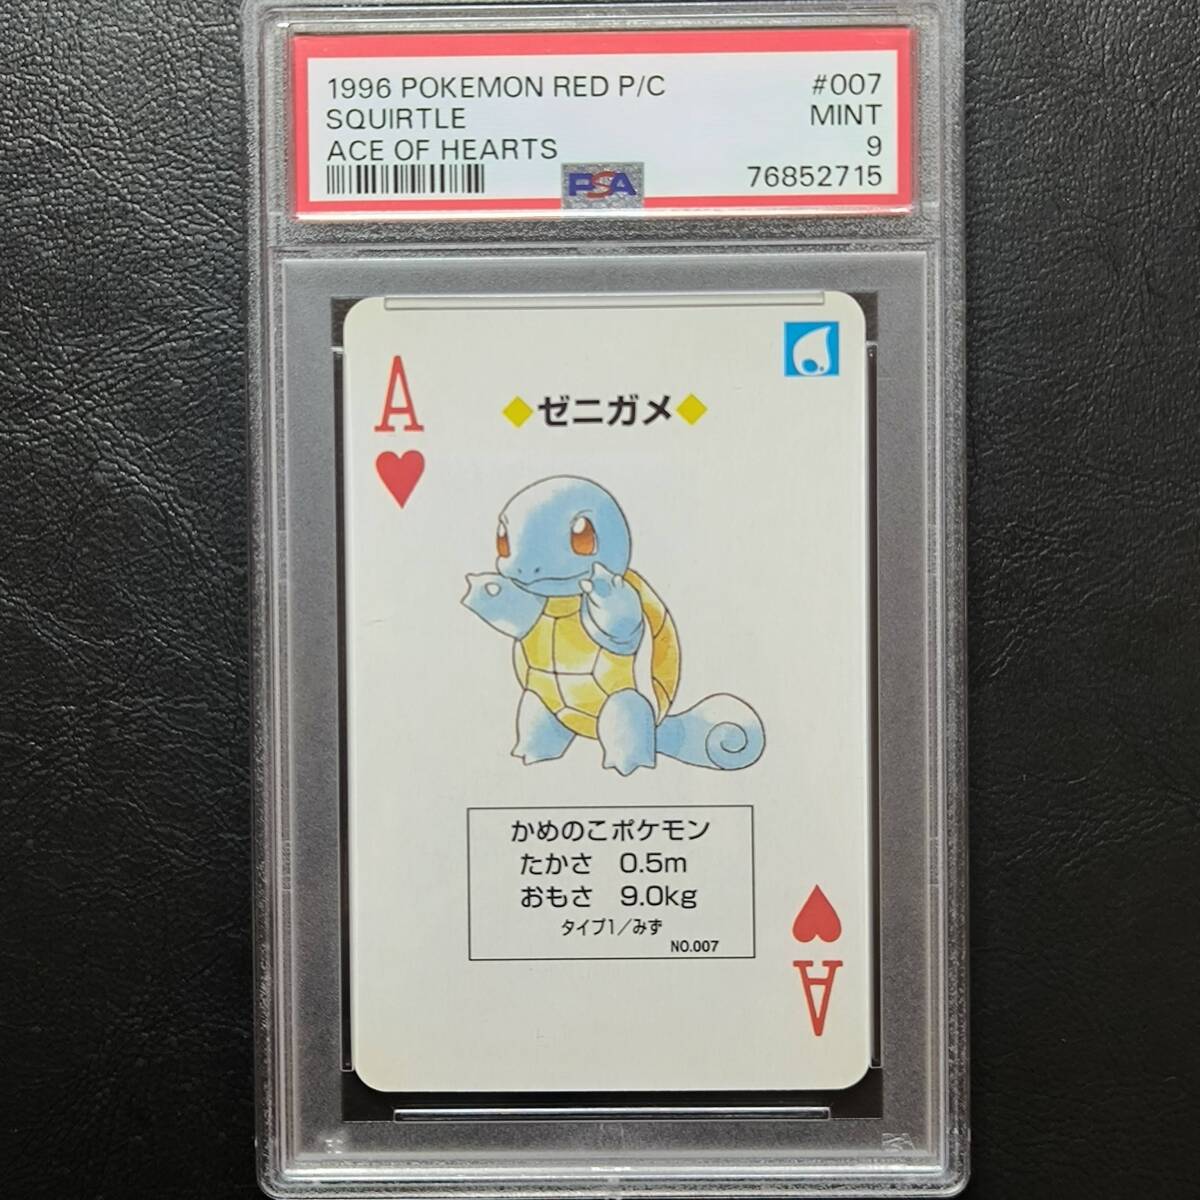 1996 POKEMON RED P/C #007
SQUIRTLE MINT
ACE OF HEARTS 9
PSA 76852715
A
◆ゼニガメ◆
かめのこポケモン
たかさ 0.5m
おもさ 9.0kg
タイプ1/みず
NO.007
A